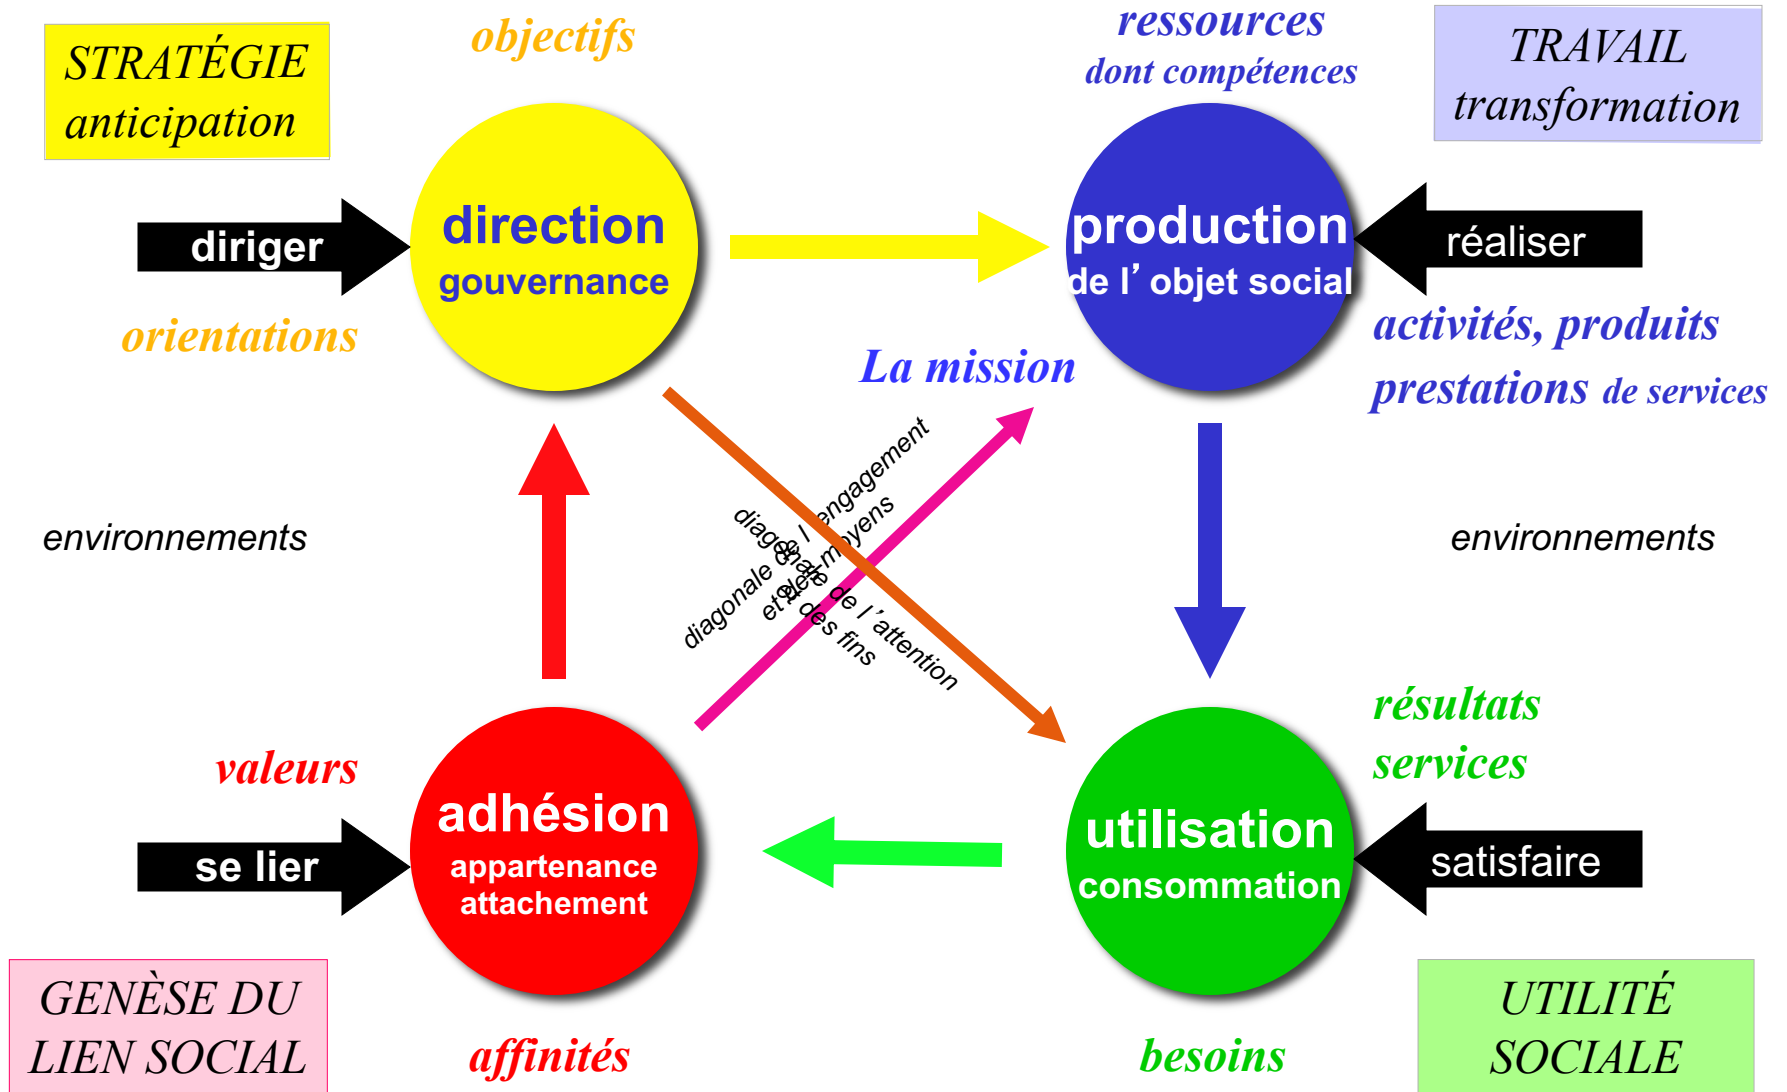 STRATÉGIE
anticipation
objectifs
ressources
dont compétences
TRAVAIL
transformation
diriger
direction
gouvernance
production
de l’ objet social
réaliser
orientations
La mission
activités, produits
prestations de services
environnements
diagonale de l’engagement
et des moyens
diagonale de l’attention
et des fins
environnements
valeurs
résultats
services
se lier
adhésion
appartenance
attachement
utilisation
consommation
satisfaire
GENÈSE DU
LIEN SOCIAL
affinités
besoins
UTILITÉ
SOCIALE